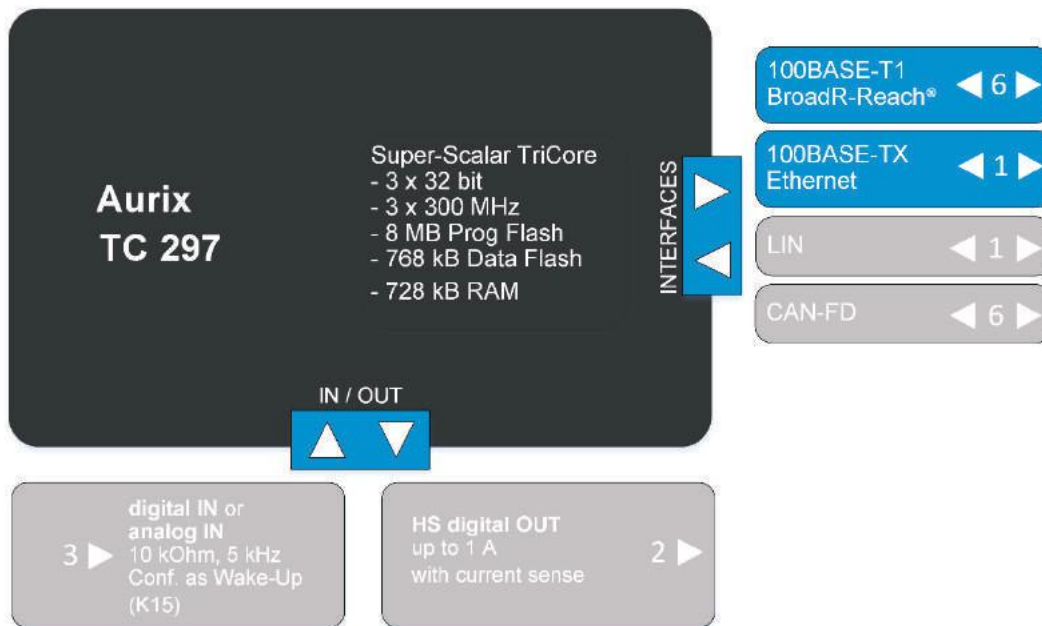 Aurix
TC 297
Super-Scalar TriCore
- 3 x 32 bit
- 3 x 300 MHz
- 8 MB Prog Flash
- 768 kB Data Flash
- 728 kB RAM
INTERFACES
100BASE-T1
BroadR-Reach®
6
100BASE-TX
Ethernet
1
LIN
1
CAN-FD
6
IN / OUT
3
digital IN or
analog IN
10 kOhm, 5 kHz
Conf. as Wake-Up
(K15)
HS digital OUT
up to 1 A
with current sense
2